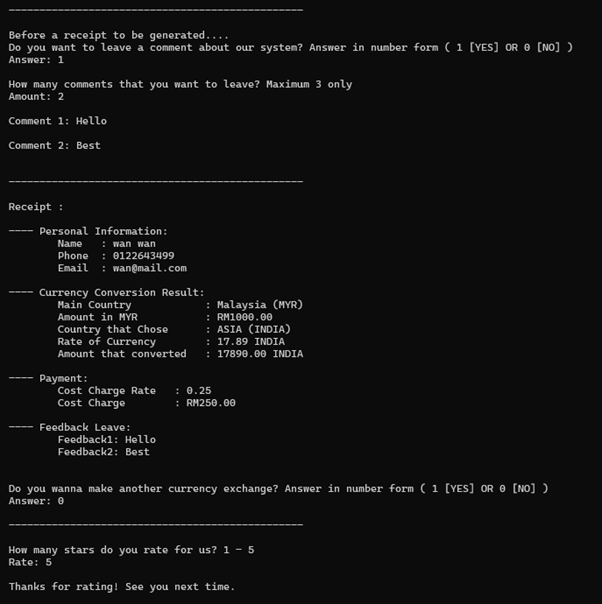 ------------------------------------------------
Before a receipt to be generated....
Do you want to leave a comment about our system? Answer in number form ( 1 [YES] OR 0 [NO] )
Answer: 1
How many comments that you want to leave? Maximum 3 only
Amount: 2
Comment 1: Hello
Comment 2: Best
------------------------------------------------
Receipt :
---- Personal Information:
Name   : wan wan
Phone  : 0122643499
Email  : wan@mail.com
---- Currency Conversion Result:
Main Country            : Malaysia (MYR)
Amount in MYR           : RM1000.00
Country that Chose      : ASIA (INDIA)
Rate of Currency        : 17.89 INDIA
Amount that converted   : 17890.00 INDIA
---- Payment:
Cost Charge Rate   : 0.25
Cost Charge        : RM250.00
---- Feedback Leave:
Feedback1: Hello
Feedback2: Best
Do you wanna make another currency exchange? Answer in number form ( 1 [YES] OR 0 [NO] )
Answer: 0
------------------------------------------------
How many stars do you rate for us? 1 - 5
Rate: 5
Thanks for rating! See you next time.